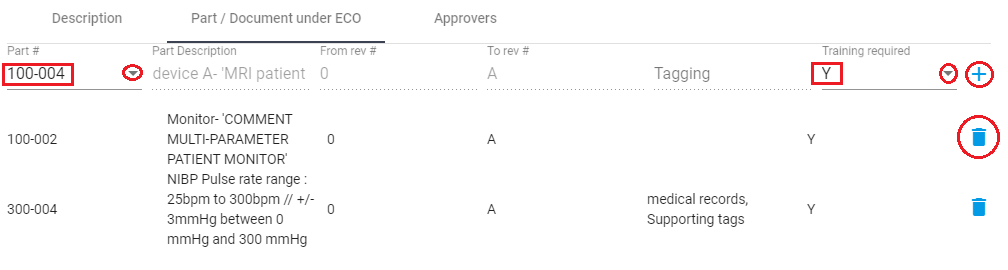 Description Part / Document under ECO Approvers
Part # Part Description From rev # To rev # Training required
100-004 device A- 'MRI patient 0 A Tagging Y
Monitor- 'COMMENT
100-002 MULTI-PARAMETER 0 A Y
PATIENT MONITOR'
NIBP Pulse rate range :
25bpm to 300bpm // +/- medical records,
300-004 3mmHg between 0 0 A Supporting tags Y
mmHg and 300 mmHg